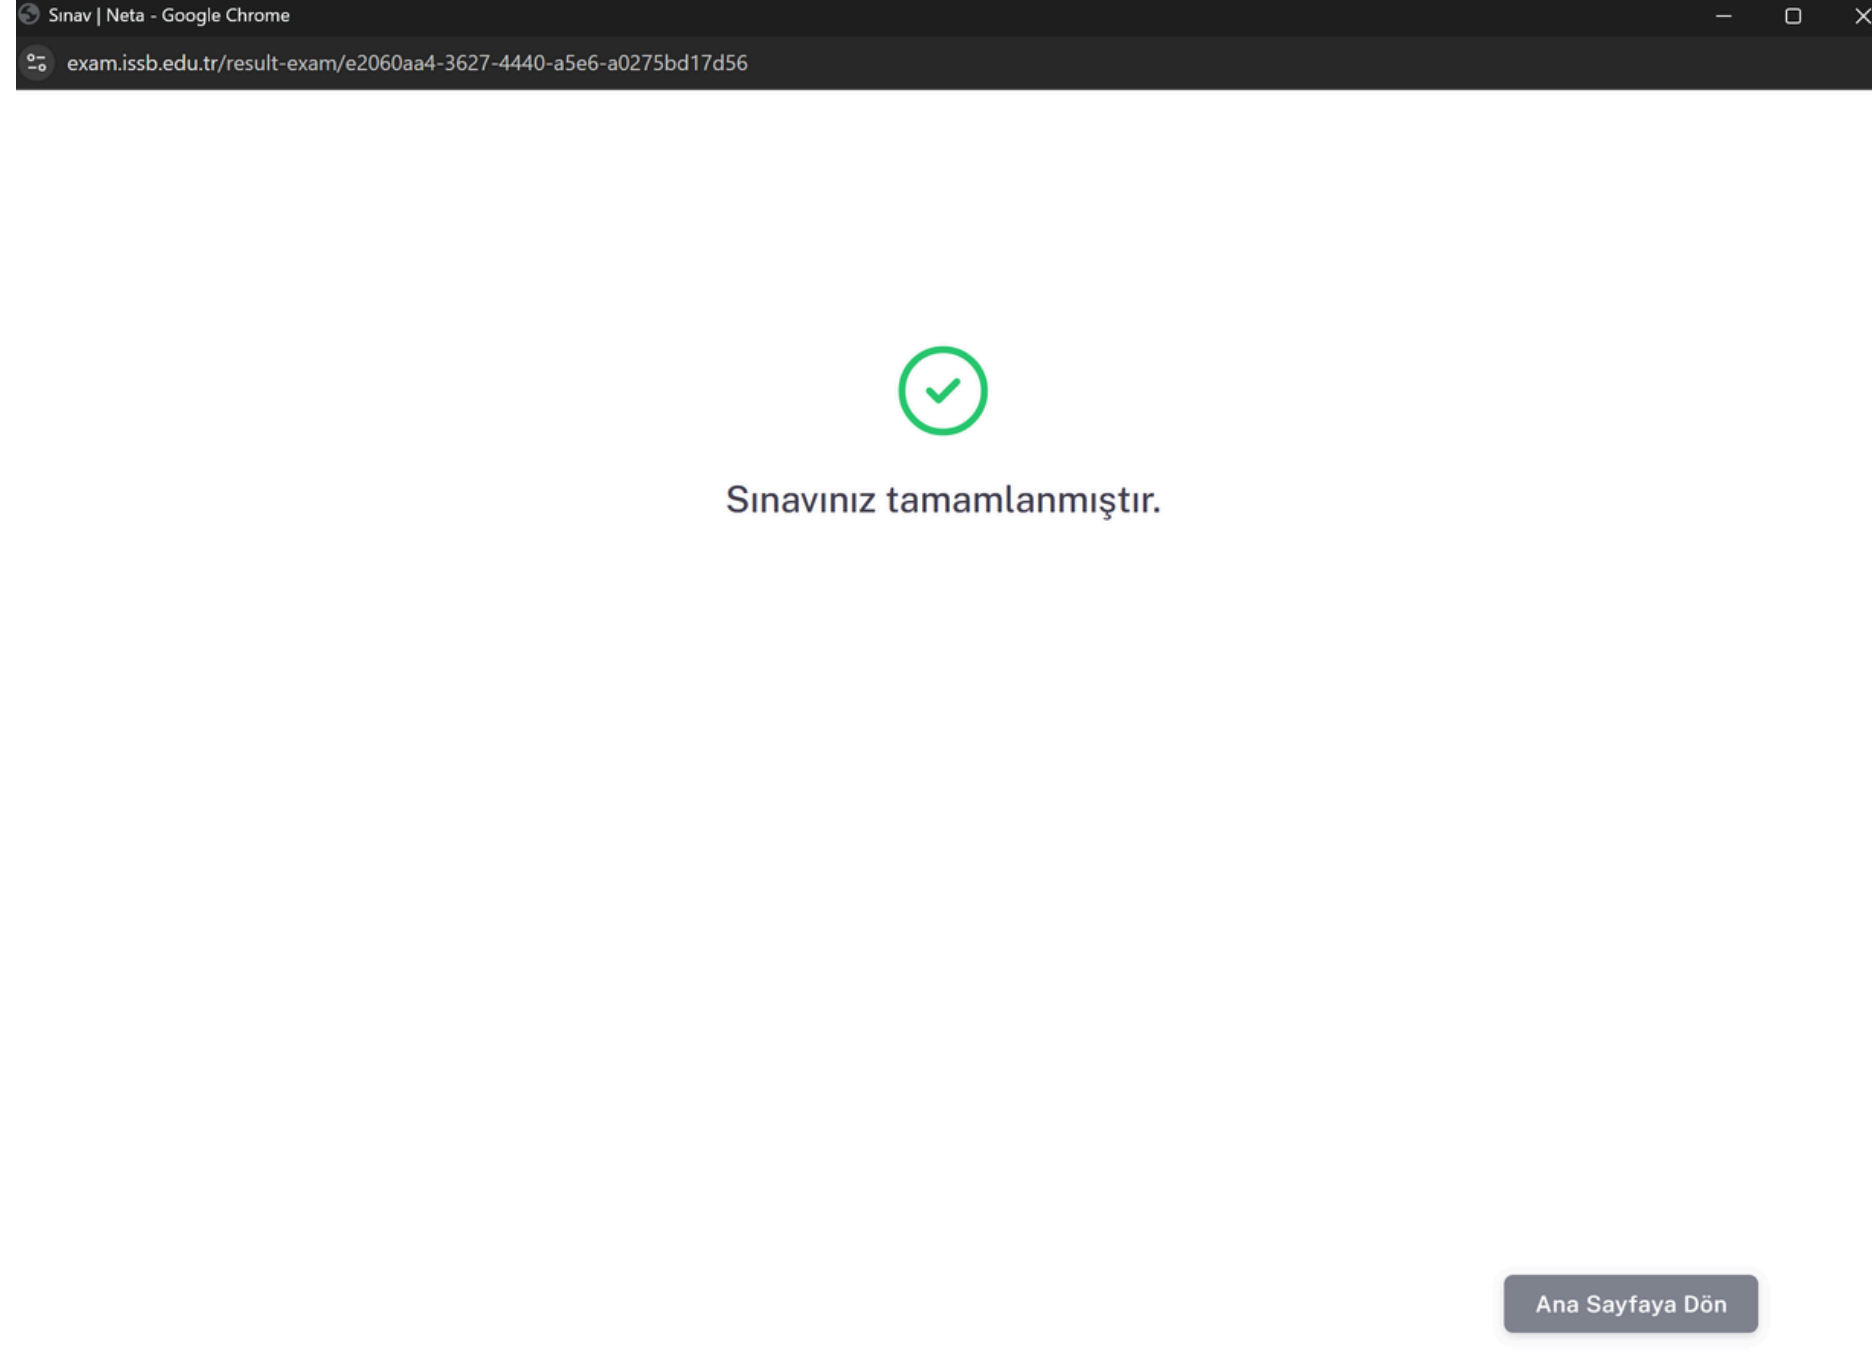 Sınav | Neta - Google Chrome
exam.issb.edu.tr/result-exam/e2060aa4-3627-4440-a5e6-a0275bd17d56
Sınavınız tamamlanmıştır.
Ana Sayfaya Dön